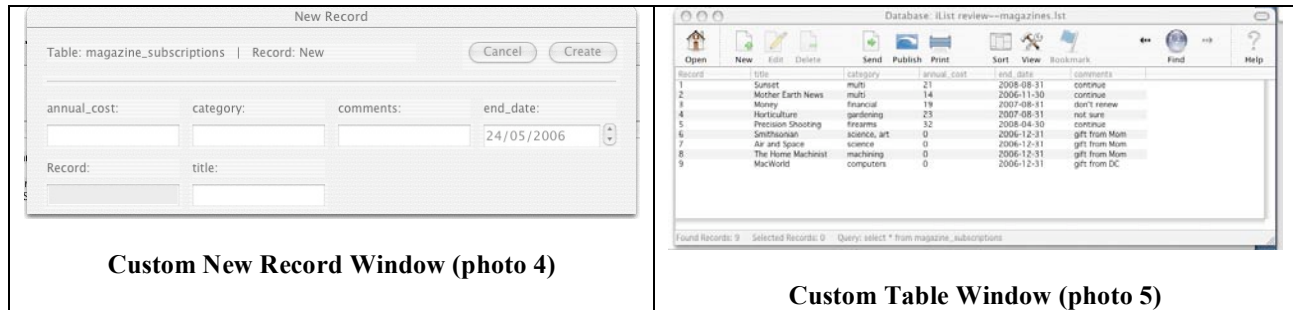 New Record
Table: magazine_subscriptions | Record: New
Cancel Create
annual_cost: category: comments: end_date:
24/05/2006
Record: title:
Custom New Record Window (photo 4)
Database: iList review~~magazines.lst
Open New Edit Delete Send Publish Print Sort View Bookmark Find Help
Record title category annual_cost end_date comments
1 Sunset multi 21 2008-08-31 continue
2 Mother Earth News multi 14 2006-11-30 continue
3 Money financial 19 2007-08-31 don't renew
4 Horticulture gardening 23 2007-08-31 not sure
5 Precision Shooting firearms 32 2008-04-30 continue
6 Smithsonian science, art 0 2006-12-31 gift from Mom
7 Air and Space science 0 2006-12-31 gift from Mom
8 The Home Machinist machining 0 2006-12-31 gift from Mom
9 MacWorld computers 0 2006-12-31 gift from DC
Found Records: 9 Selected Records: 0 Query: select * from magazine_subscriptions
Custom Table Window (photo 5)